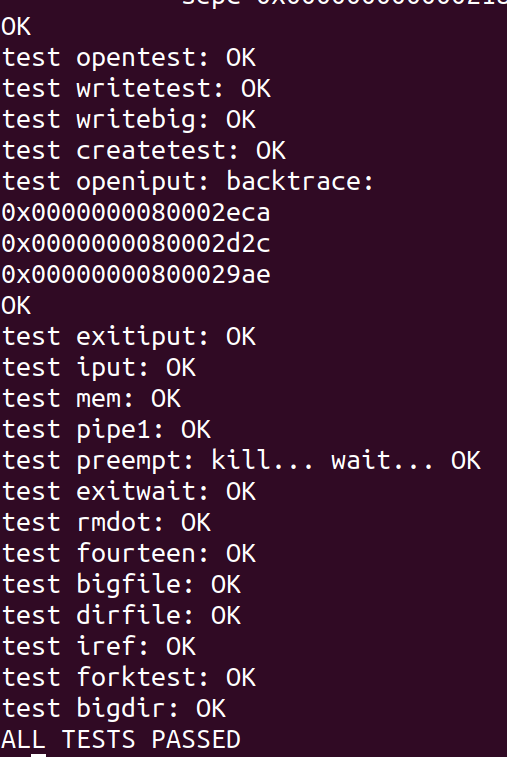 OK
test opentest: OK
test writetest: OK
test writebig: OK
test createtest: OK
test openiput: backtrace:
0x0000000080002eca
0x0000000080002d2c
0x00000000800029ae
OK
test exitiput: OK
test iput: OK
test mem: OK
test pipe1: OK
test preempt: kill... wait... OK
test exitwait: OK
test rmdot: OK
test fourteen: OK
test bigfile: OK
test dirfile: OK
test iref: OK
test forktest: OK
test bigdir: OK
ALL TESTS PASSED